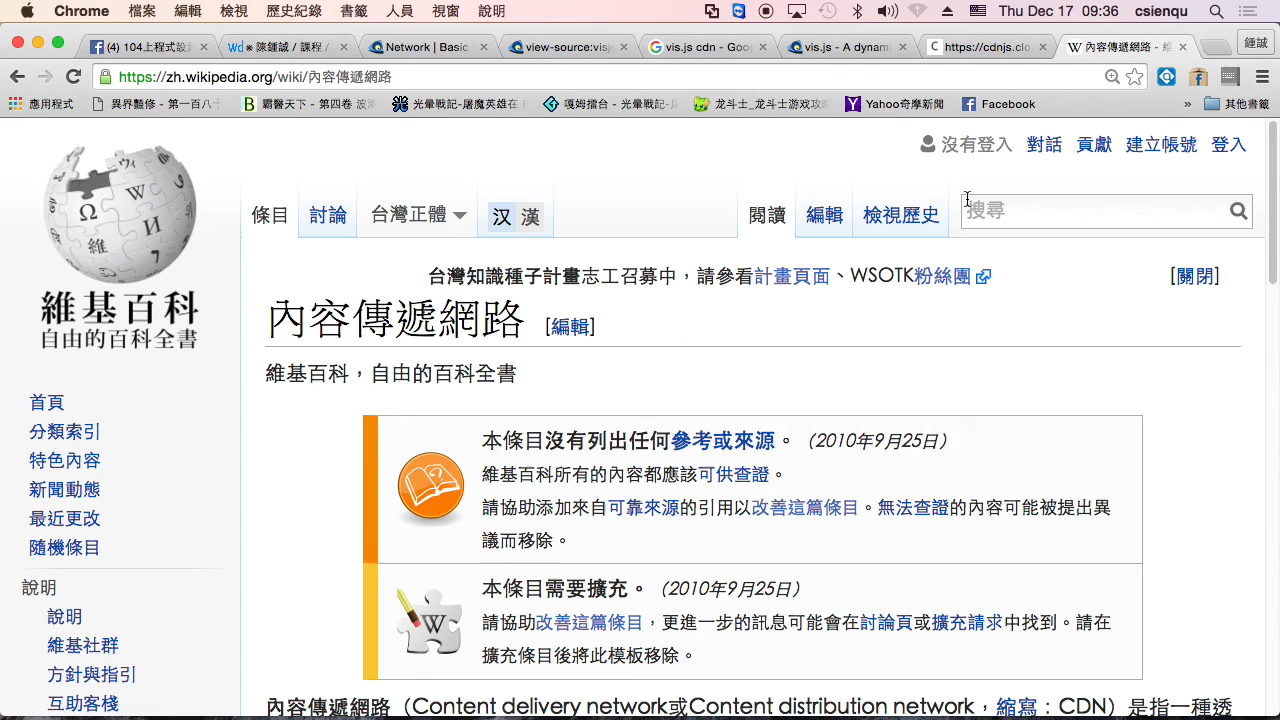 Chrome 檔案 編輯 檢視 歷史紀錄 書籤 人員 視窗 說明 Thu Dec 17 09:36 csienqu
(4) 104上程式設 wd » 陳鍾誠 / 課程 / Network | Basic view-source:visj vis.js cdn - Goo vis.js - A dynam https://cdnjs.clo 內容傳遞網路 - 維 鍾誠
https://zh.wikipedia.org/wiki/內容傳遞網路
應用程式 異界豔修 - 第一百八十 霸醫天下 - 第四卷 波 光暈戰記-屠魔英雄在 F 嘎姆擂台 - 光暈戰記- 龙斗士_龙斗士游戏攻 Yahoo奇摩新聞 Facebook » 其他書籤
沒有登入 對話 貢獻 建立帳號 登入
條目 討論 台灣正體 汉 漢 閱讀 編輯 檢視歷史 搜尋
台灣知識種子計畫志工召募中，請參看計畫頁面、WSOTK粉絲團 [關閉]
內容傳遞網路 [編輯]
維基百科，自由的百科全書
維基百科
自由的百科全書
首頁
分類索引
特色內容
新聞動態
最近更改
隨機條目
說明
說明
維基社群
方針與指引
互助客棧
本條目沒有列出任何參考或來源。（2010年9月25日）
維基百科所有的內容都應該可供查證。
請協助添加來自可靠來源的引用以改善這篇條目。無法查證的內容可能被提出異
議而移除。
本條目需要擴充。（2010年9月25日）
請協助改善這篇條目，更進一步的訊息可能會在討論頁或擴充請求中找到。請在
擴充條目後將此模板移除。
內容傳遞網路（Content delivery network或Content distribution network，縮寫：CDN）是指一種透